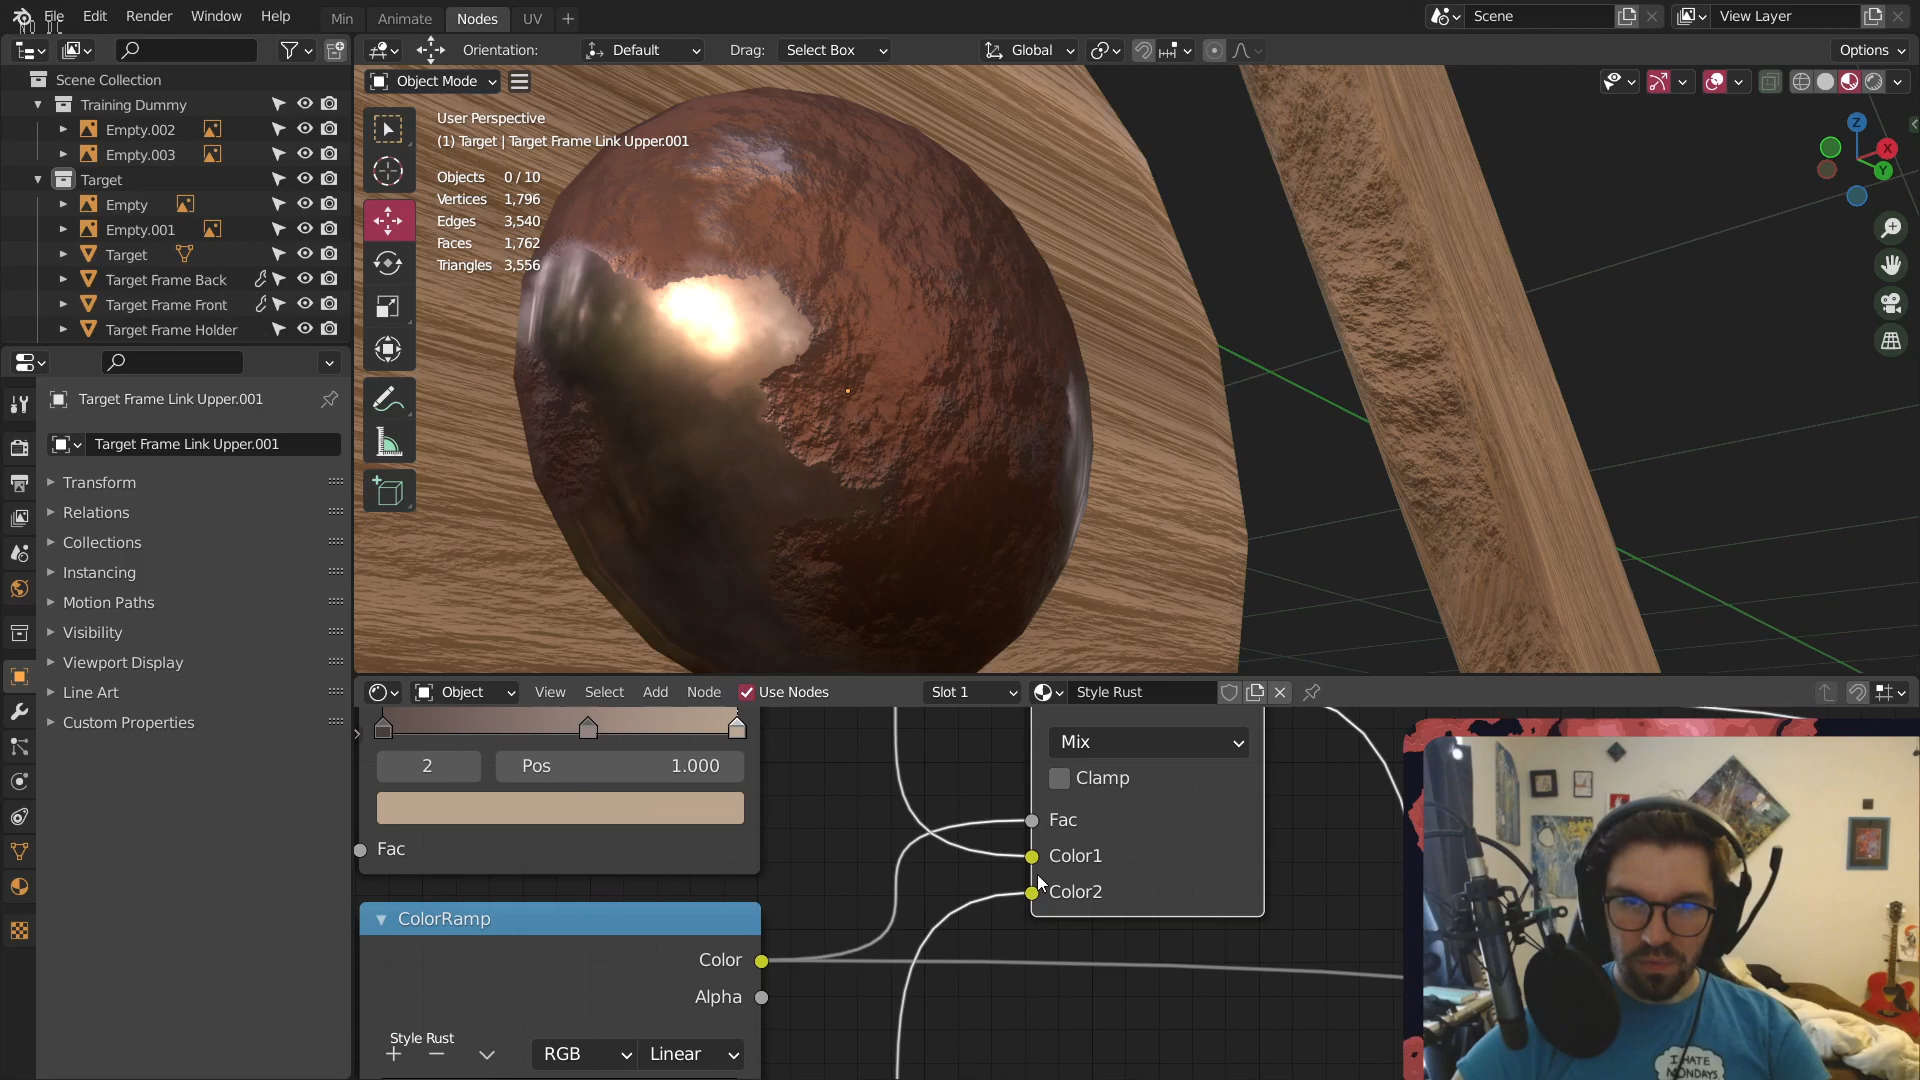 File Edit Render Window Help Min Animate Nodes UV + Scene View Layer
Orientation: Default Drag: Select Box Global Options
Scene Collection
Training Dummy
Empty.002
Empty.003
Target
Empty
Empty.001
Target
Target Frame Back
Target Frame Front
Target Frame Holder
Target Frame Link Upper.001
Target Frame Link Upper.001
Transform
Relations
Collections
Instancing
Motion Paths
Visibility
Viewport Display
Line Art
Custom Properties
Object Mode
User Perspective
(1) Target | Target Frame Link Upper.001
Objects 0 / 10
Vertices 1,796
Edges 3,540
Faces 1,762
Triangles 3,556
Z
X
Y
Object View Select Add Node Use Nodes Slot 1 Style Rust
2 Pos 1.000
Fac
ColorRamp
Color
Alpha
Style Rust
RGB Linear
Mix
Clamp
Fac
Color1
Color2
I HATE
MONDAYS